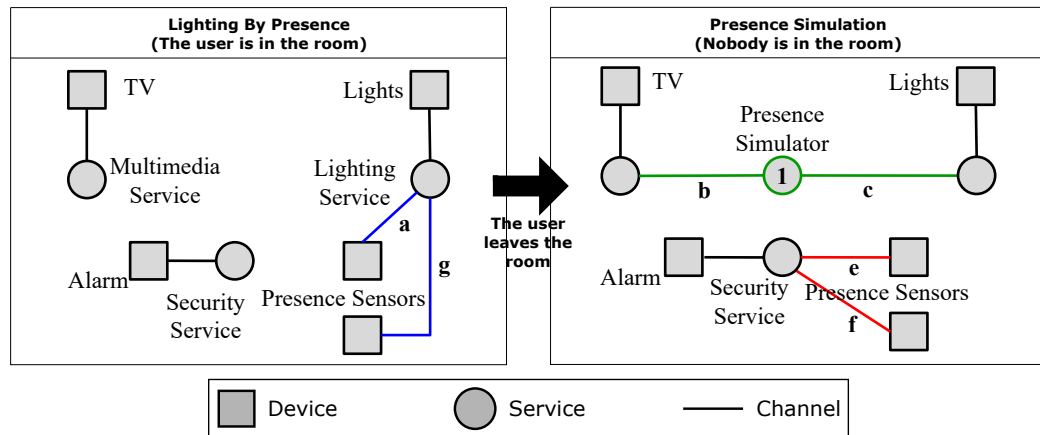 Lighting By Presence
(The user is in the room)
TV
Lights
Multimedia
Service
Lighting
Service
a
g
Alarm
Security
Service
Presence Sensors
The user
leaves the
room
Presence Simulation
(Nobody is in the room)
TV
Lights
Presence
Simulator
1
b
c
Alarm
Security
Service
e
Presence Sensors
f
Device
Service
Channel